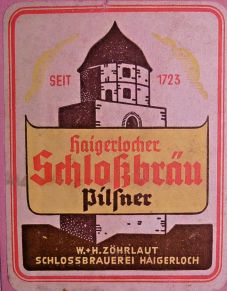 SEIT 1723
Haigerlocher
Schloßbräu
Pilsner
W.+H. ZÖHRLAUT
SCHLOSSBRAUEREI HAIGERLOCH